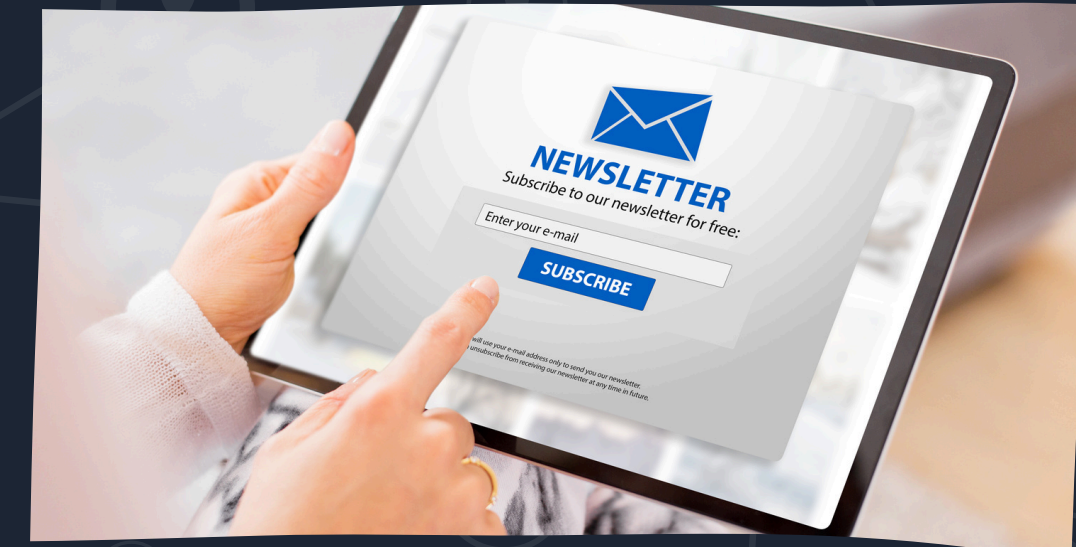 NEWSLETTER
Subscribe to our newsletter for free:
Enter your e-mail
SUBSCRIBE
will use your e-mail address only to send you our newsletter.
unsubscribe from receiving our newsletter at any time in future.